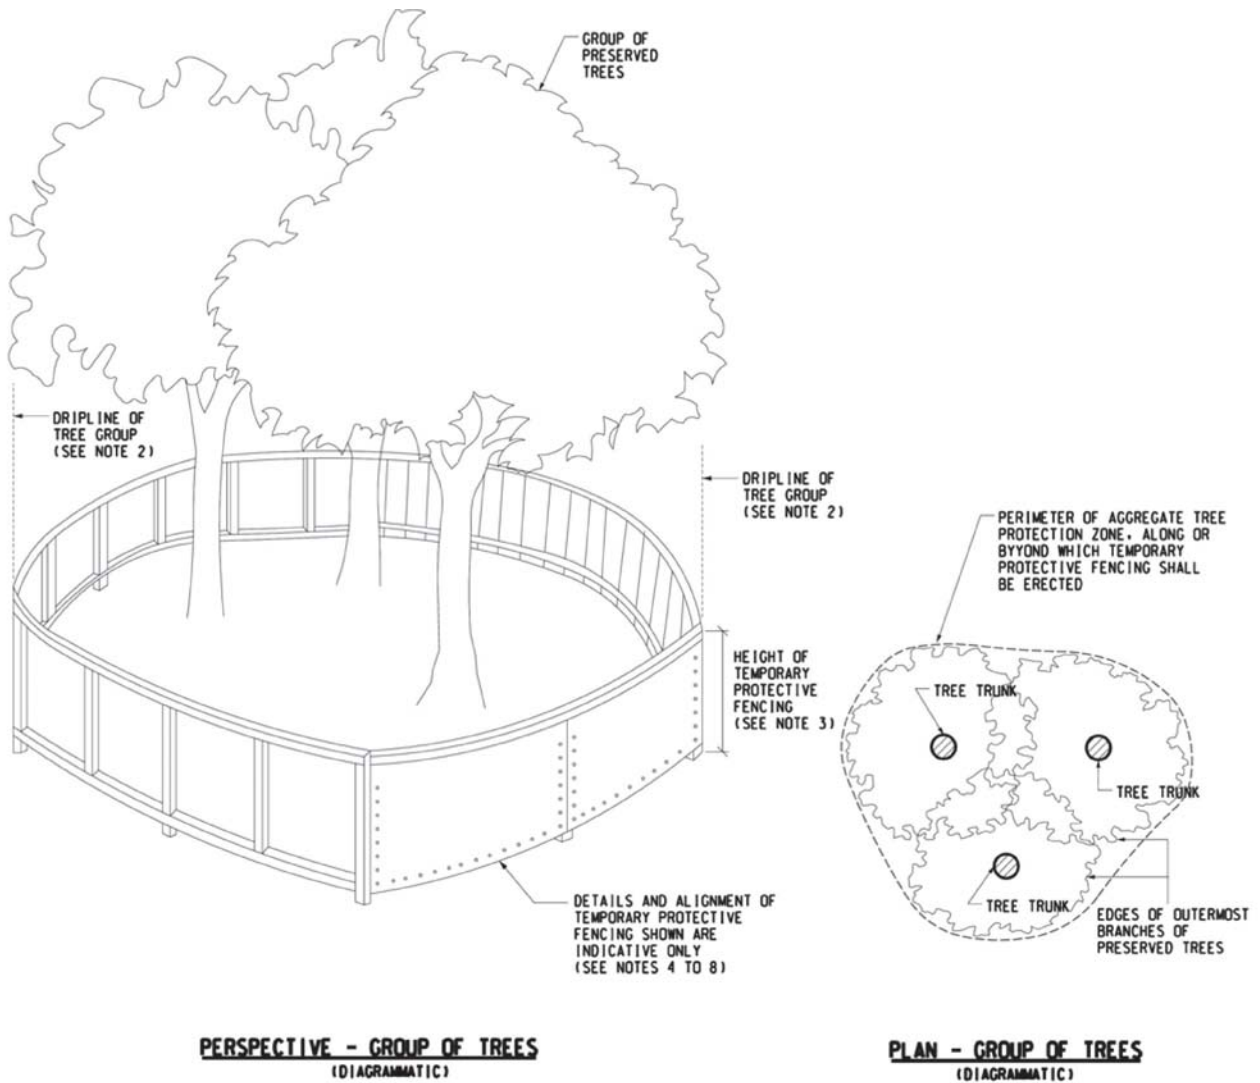 GROUP OF
PRESERVED
TREES
DRIPLINE OF
TREE GROUP
(SEE NOTE 2)
DRIPLINE OF
TREE GROUP
(SEE NOTE 2)
HEIGHT OF
TEMPORARY
PROTECTIVE
FENCING
(SEE NOTE 3)
DETAILS AND ALIGNMENT OF
TEMPORARY PROTECTIVE
FENCING SHOWN ARE
INDICATIVE ONLY
(SEE NOTES 4 TO 8)
PERSPECTIVE - GROUP OF TREES
(DIAGRAMMATIC)
PERIMETER OF AGGREGATE TREE
PROTECTION ZONE, ALONG OR
BYYOND WHICH TEMPORARY
PROTECTIVE FENCING SHALL
BE ERECTED
TREE TRUNK
TREE TRUNK
TREE TRUNK
EDGES OF OUTERMOST
BRANCHES OF
PRESERVED TREES
PLAN - GROUP OF TREES
(DIAGRAMMATIC)